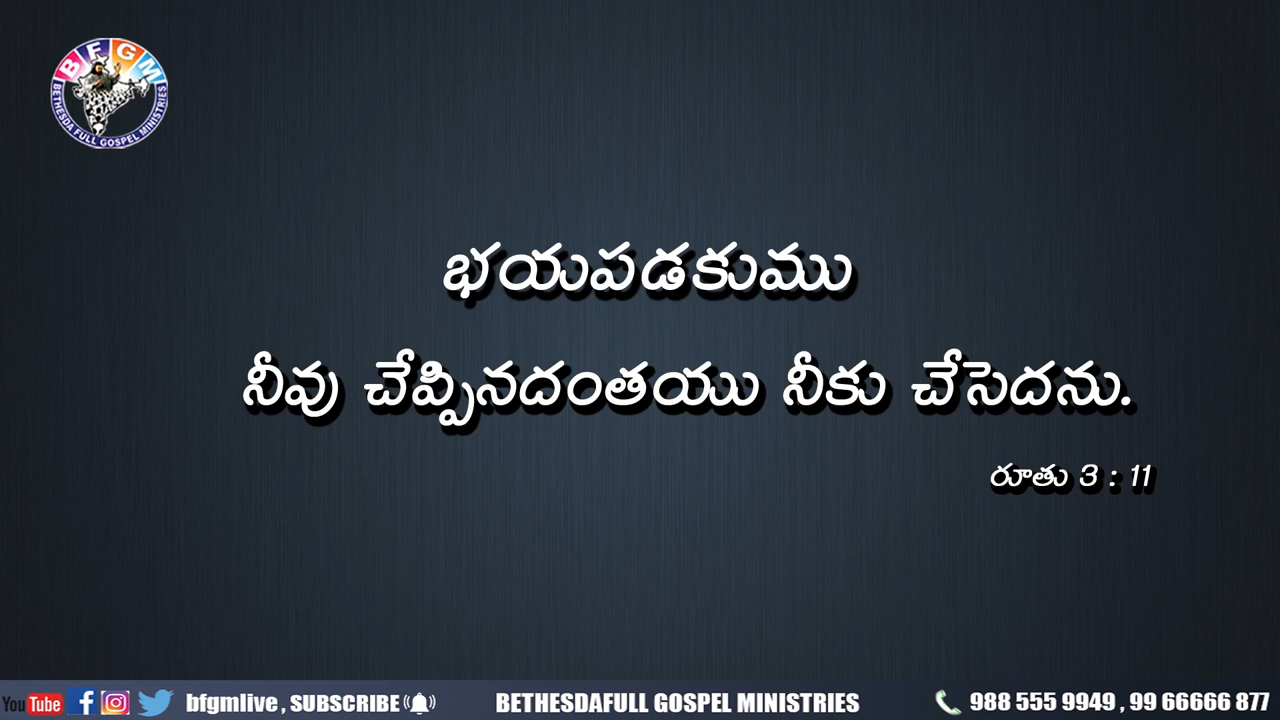 BFGM
BETHESDA FULL GOSPEL MINISTRIES
భయపడకుము
నీవు చేప్పినదంతయు నీకు చేసెదను.
రూతు 3 : 11
YouTube bfgmlive , SUBSCRIBE BETHESDAFULL GOSPEL MINISTRIES 988 555 9949 , 99 66666 877